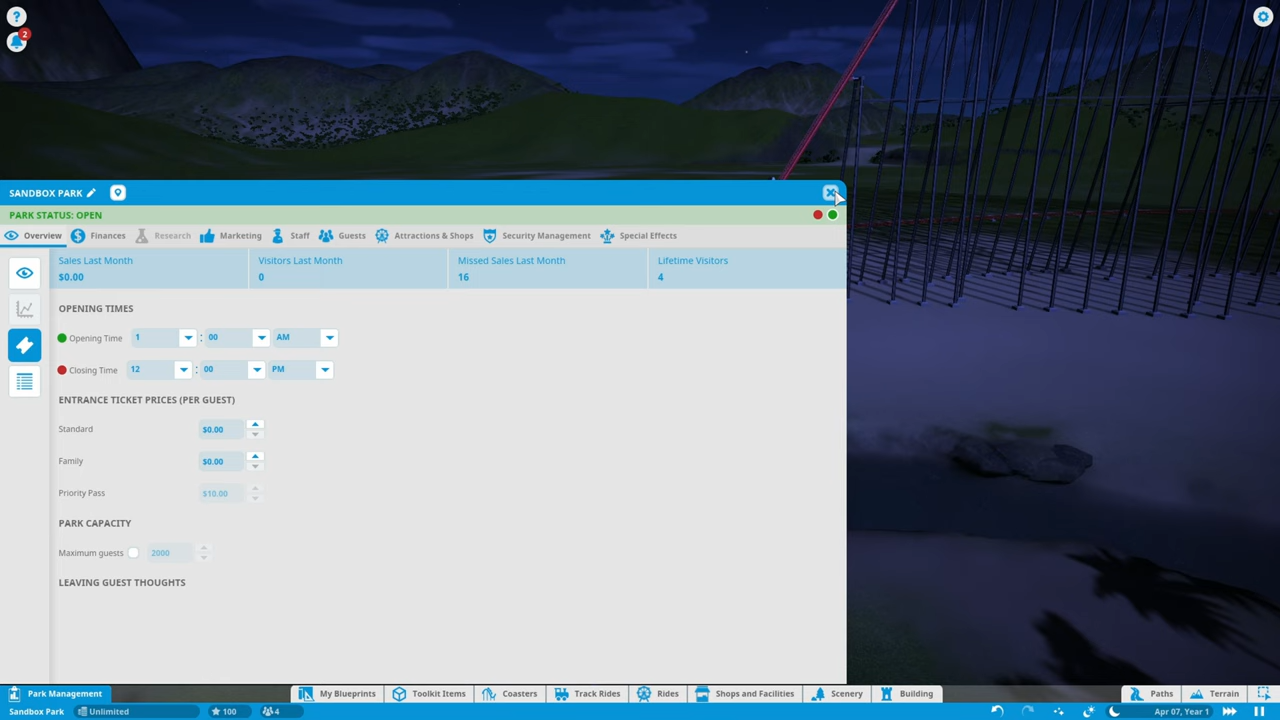 ?
2
SANDBOX PARK
PARK STATUS: OPEN
Overview Finances Research Marketing Staff Guests Attractions & Shops Security Management Special Effects
Sales Last Month Visitors Last Month Missed Sales Last Month Lifetime Visitors
$0.00 0 16 4
OPENING TIMES
Opening Time 1 : 00 AM
Closing Time 12 : 00 PM
ENTRANCE TICKET PRICES (PER GUEST)
Standard $0.00
Family $0.00
Priority Pass $10.00
PARK CAPACITY
Maximum guests 2000
LEAVING GUEST THOUGHTS
Park Management My Blueprints Toolkit Items Coasters Track Rides Rides Shops and Facilities Scenery Building Paths Terrain
Sandbox Park Unlimited 100 4 Apr 07, Year 1